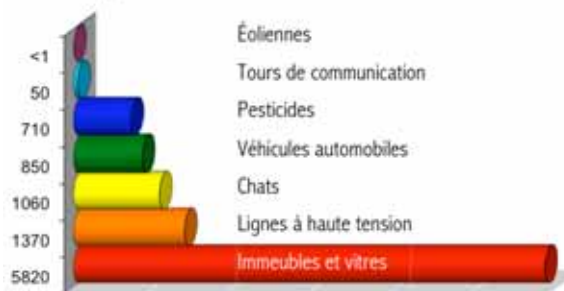 Éoliennes
<1
Tours de communication
50
Pesticides
710
Véhicules automobiles
850
Chats
1060
Lignes à haute tension
1370
Immeubles et vitres
5820